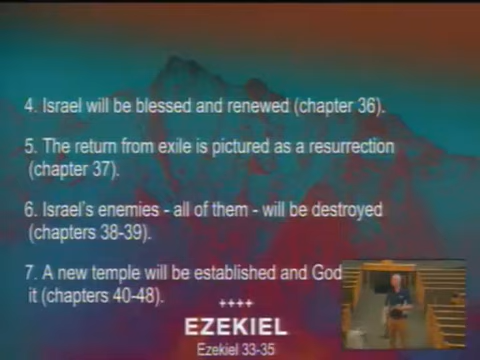 4. Israel will be blessed and renewed (chapter 36).
5. The return from exile is pictured as a resurrection
(chapter 37).
6. Israel's enemies - all of them - will be destroyed
(chapters 38-39).
7. A new temple will be established and God
it (chapters 40-48).
++++
EZEKIEL
Ezekiel 33-35